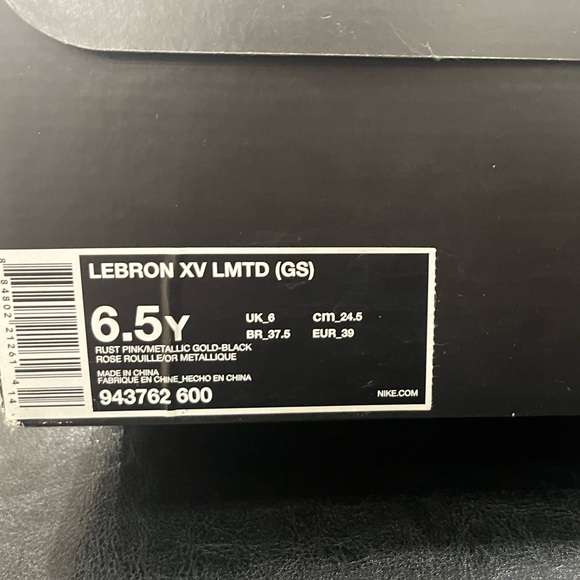 LEBRON XV LMTD (GS)
6.5Y
UK_6 cm_24.5
BR_37.5 EUR_39
RUST PINK/METALLIC GOLD-BLACK
ROSE ROUILLE/OR METALLIQUE
MADE IN CHINA
FABRIQUE EN CHINE_HECHO EN CHINA
943762 600
NIKE.COM